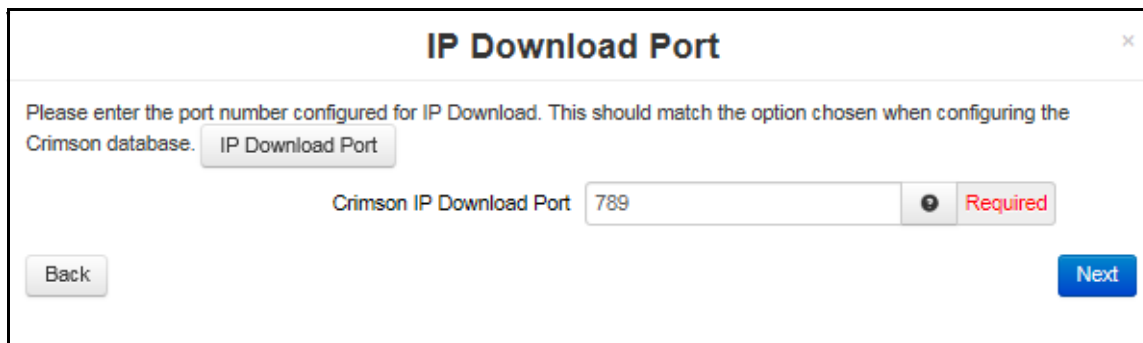 IP Download Port
×
Please enter the port number configured for IP Download. This should match the option chosen when configuring the
Crimson database. IP Download Port
Crimson IP Download Port 789 ? Required
Back Next